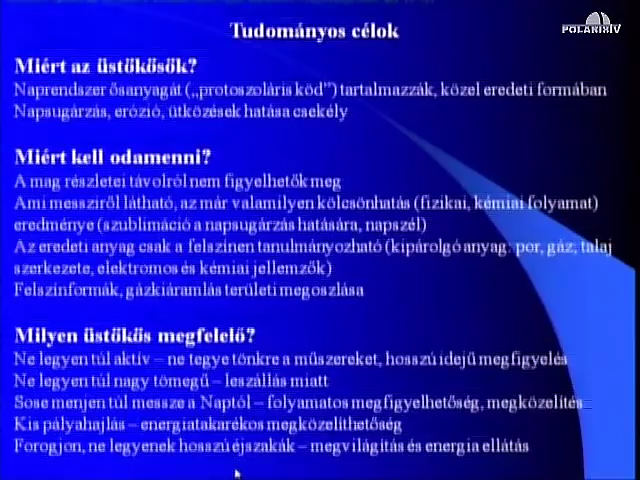 Tudományos célok
POLARIXIV
Miért az üstökösök?
Naprendszer ősanyagát („protoszoláris köd”) tartalmazzák, közel eredeti formában
Napsugárzás, erózió, ütközések hatása csekély
Miért kell odamenni?
A mag részletei távolról nem figyelhetők meg
Ami messziről látható, az már valamilyen kölcsönhatás (fizikai, kémiai folyamat)
eredménye (szublimáció a napsugárzás hatására, napszél)
Az eredeti anyag csak a felszínen tanulmányozható (kipárolgó anyag: por, gáz; talaj
szerkezete, elektromos és kémiai jellemzők)
Felszínformák, gázkiáramlás területi megoszlása
Milyen üstökös megfelelő?
Ne legyen túl aktív – ne tegye tönkre a műszereket, hosszú idejű megfigyelés
Ne legyen túl nagy tömegű – leszállás miatt
Sose menjen túl messze a Naptól – folyamatos megfigyelhetőség, megközelítés
Kis pályahajlás – energiatakarékos megközelíthetőség
Forogjon, ne legyenek hosszú éjszakák – megvilágítás és energia ellátás